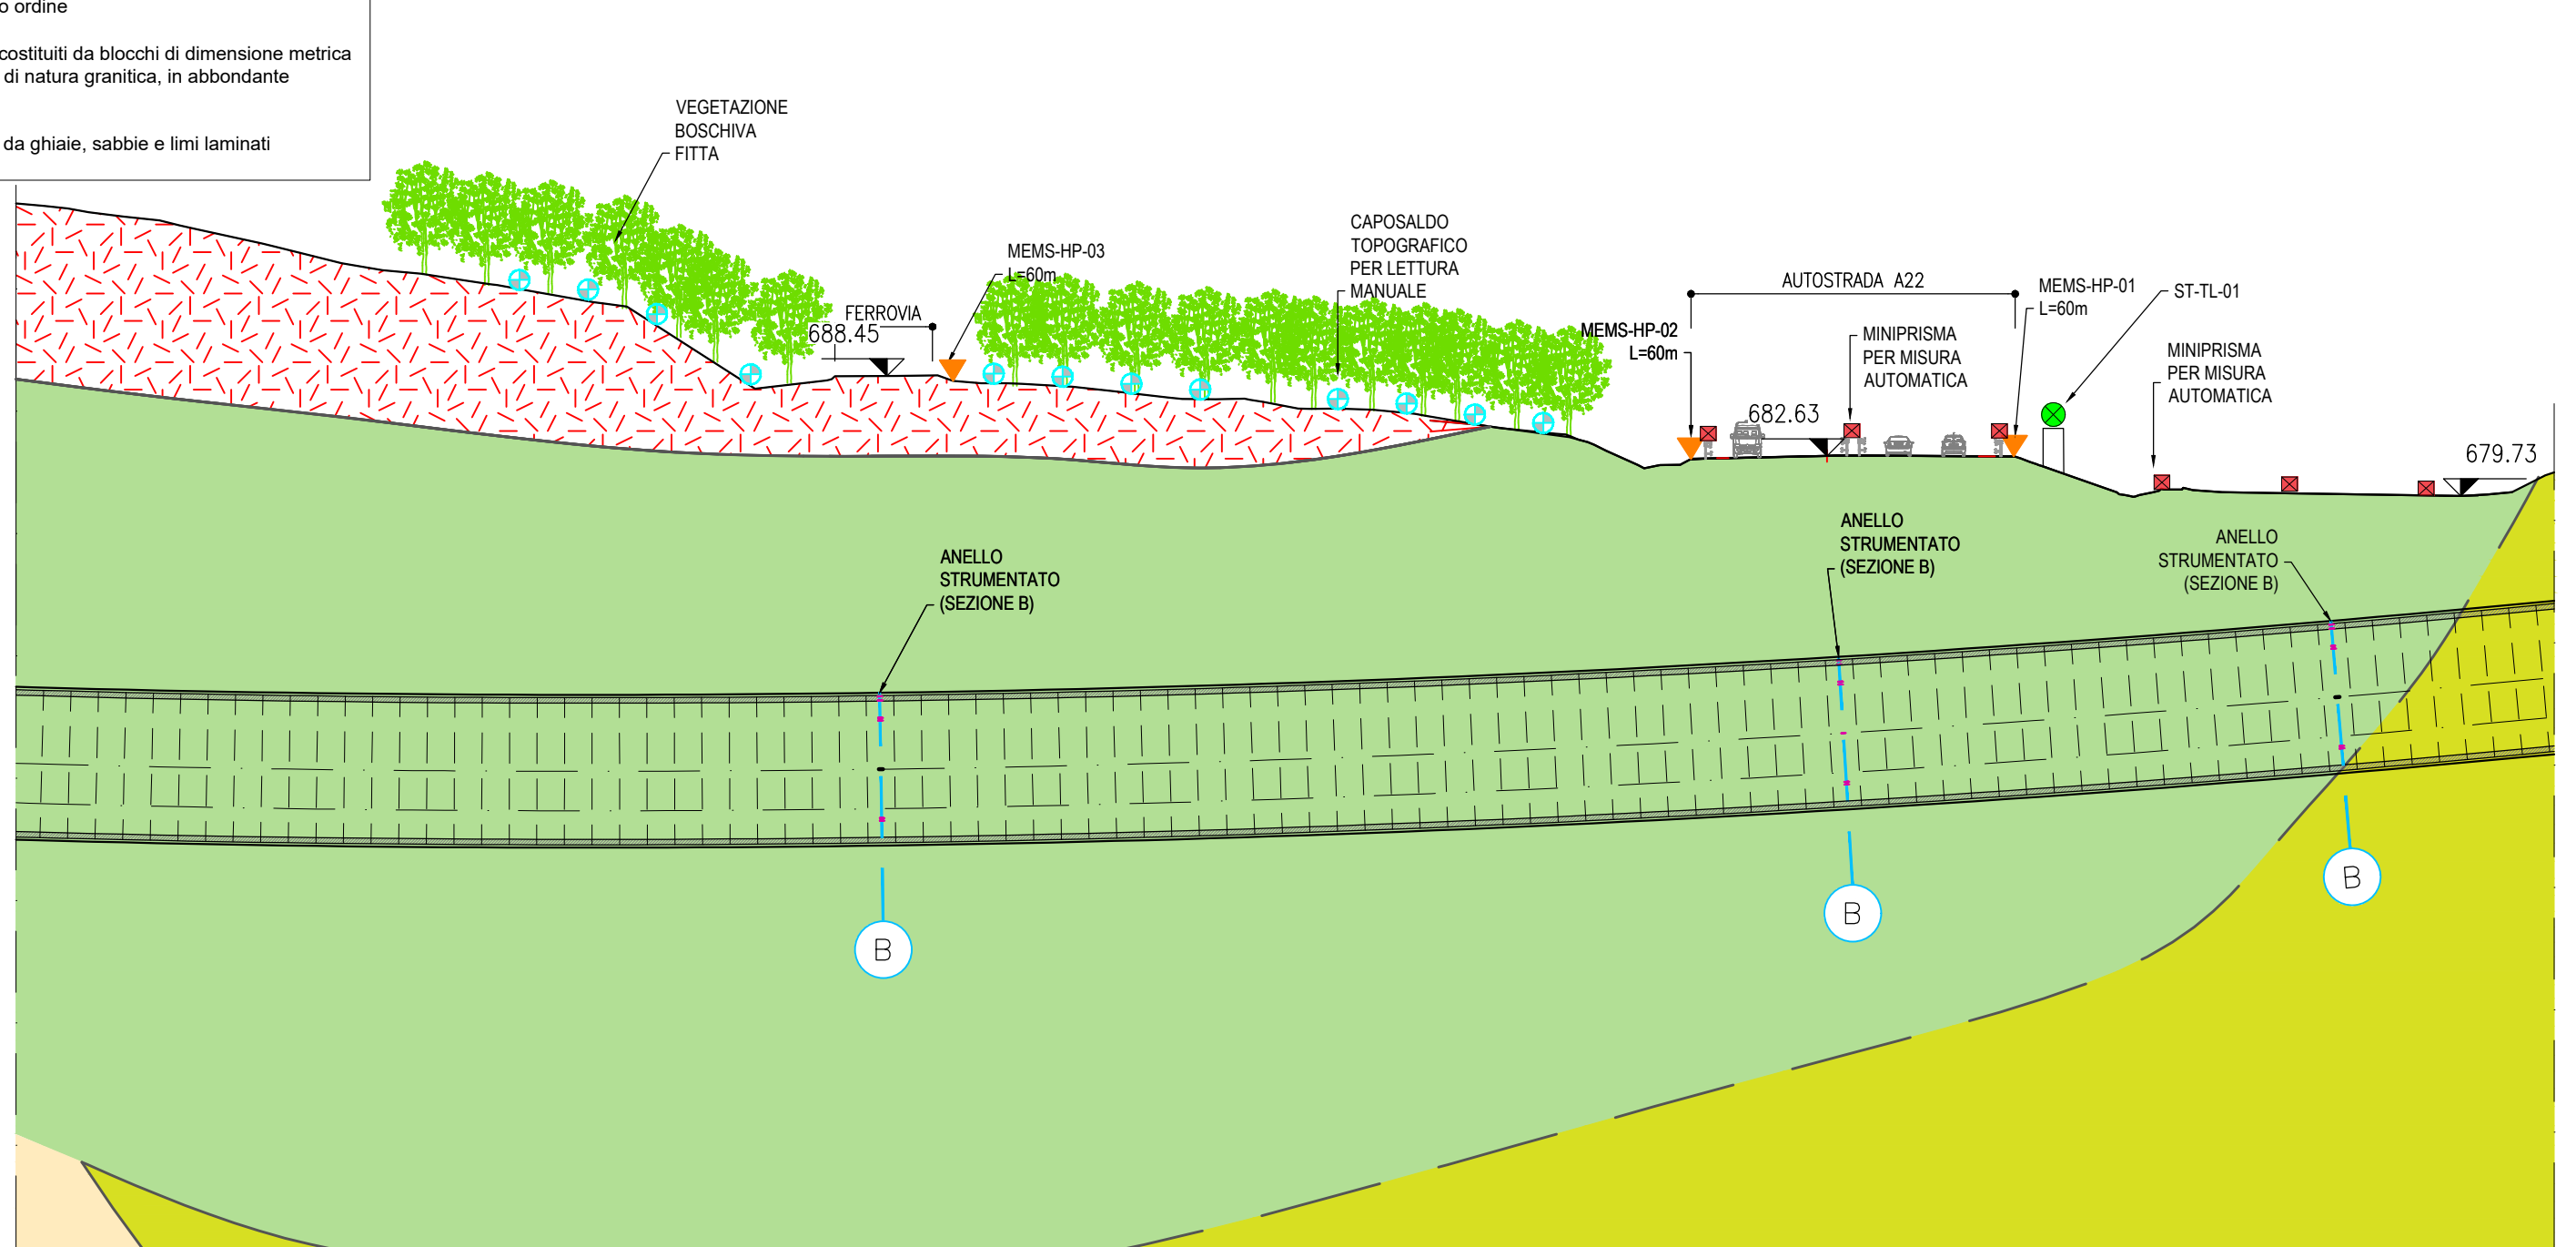 o ordine
costituiti da blocchi di dimensione metrica
di natura granitica, in abbondante
da ghiaie, sabbie e limi laminati
VEGETAZIONE
BOSCHIVA
FITTA
MEMS-HP-03
L=60m
FERROVIA
688.45
CAPOSALDO
TOPOGRAFICO
PER LETTURA
MANUALE
AUTOSTRADA A22
MEMS-HP-02
L=60m
MINIPRISMA
PER MISURA
AUTOMATICA
682.63
MEMS-HP-01
L=60m
ST-TL-01
MINIPRISMA
PER MISURA
AUTOMATICA
679.73
ANELLO
STRUMENTATO
(SEZIONE B)
ANELLO
STRUMENTATO
(SEZIONE B)
ANELLO
STRUMENTATO
(SEZIONE B)
B
B
B